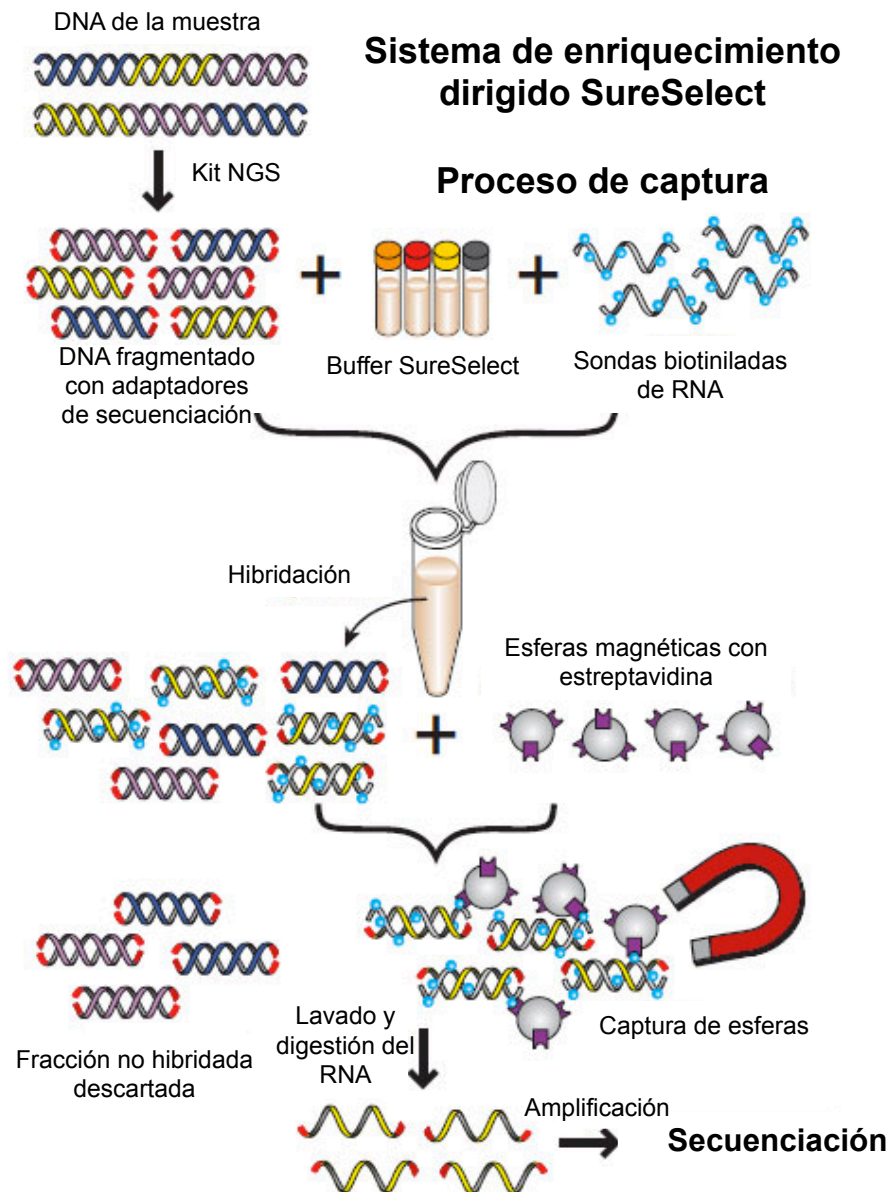 DNA de la muestra
Sistema de enriquecimiento
dirigido SureSelect
Kit NGS
Proceso de captura
DNA fragmentado
con adaptadores
de secuenciación
Buffer SureSelect
Sondas biotiniladas
de RNA
Hibridación
Esferas magnéticas con
estreptavidina
Fracción no hibridada
descartada
Lavado y
digestión del
RNA
Captura de esferas
Amplificación
Secuenciación